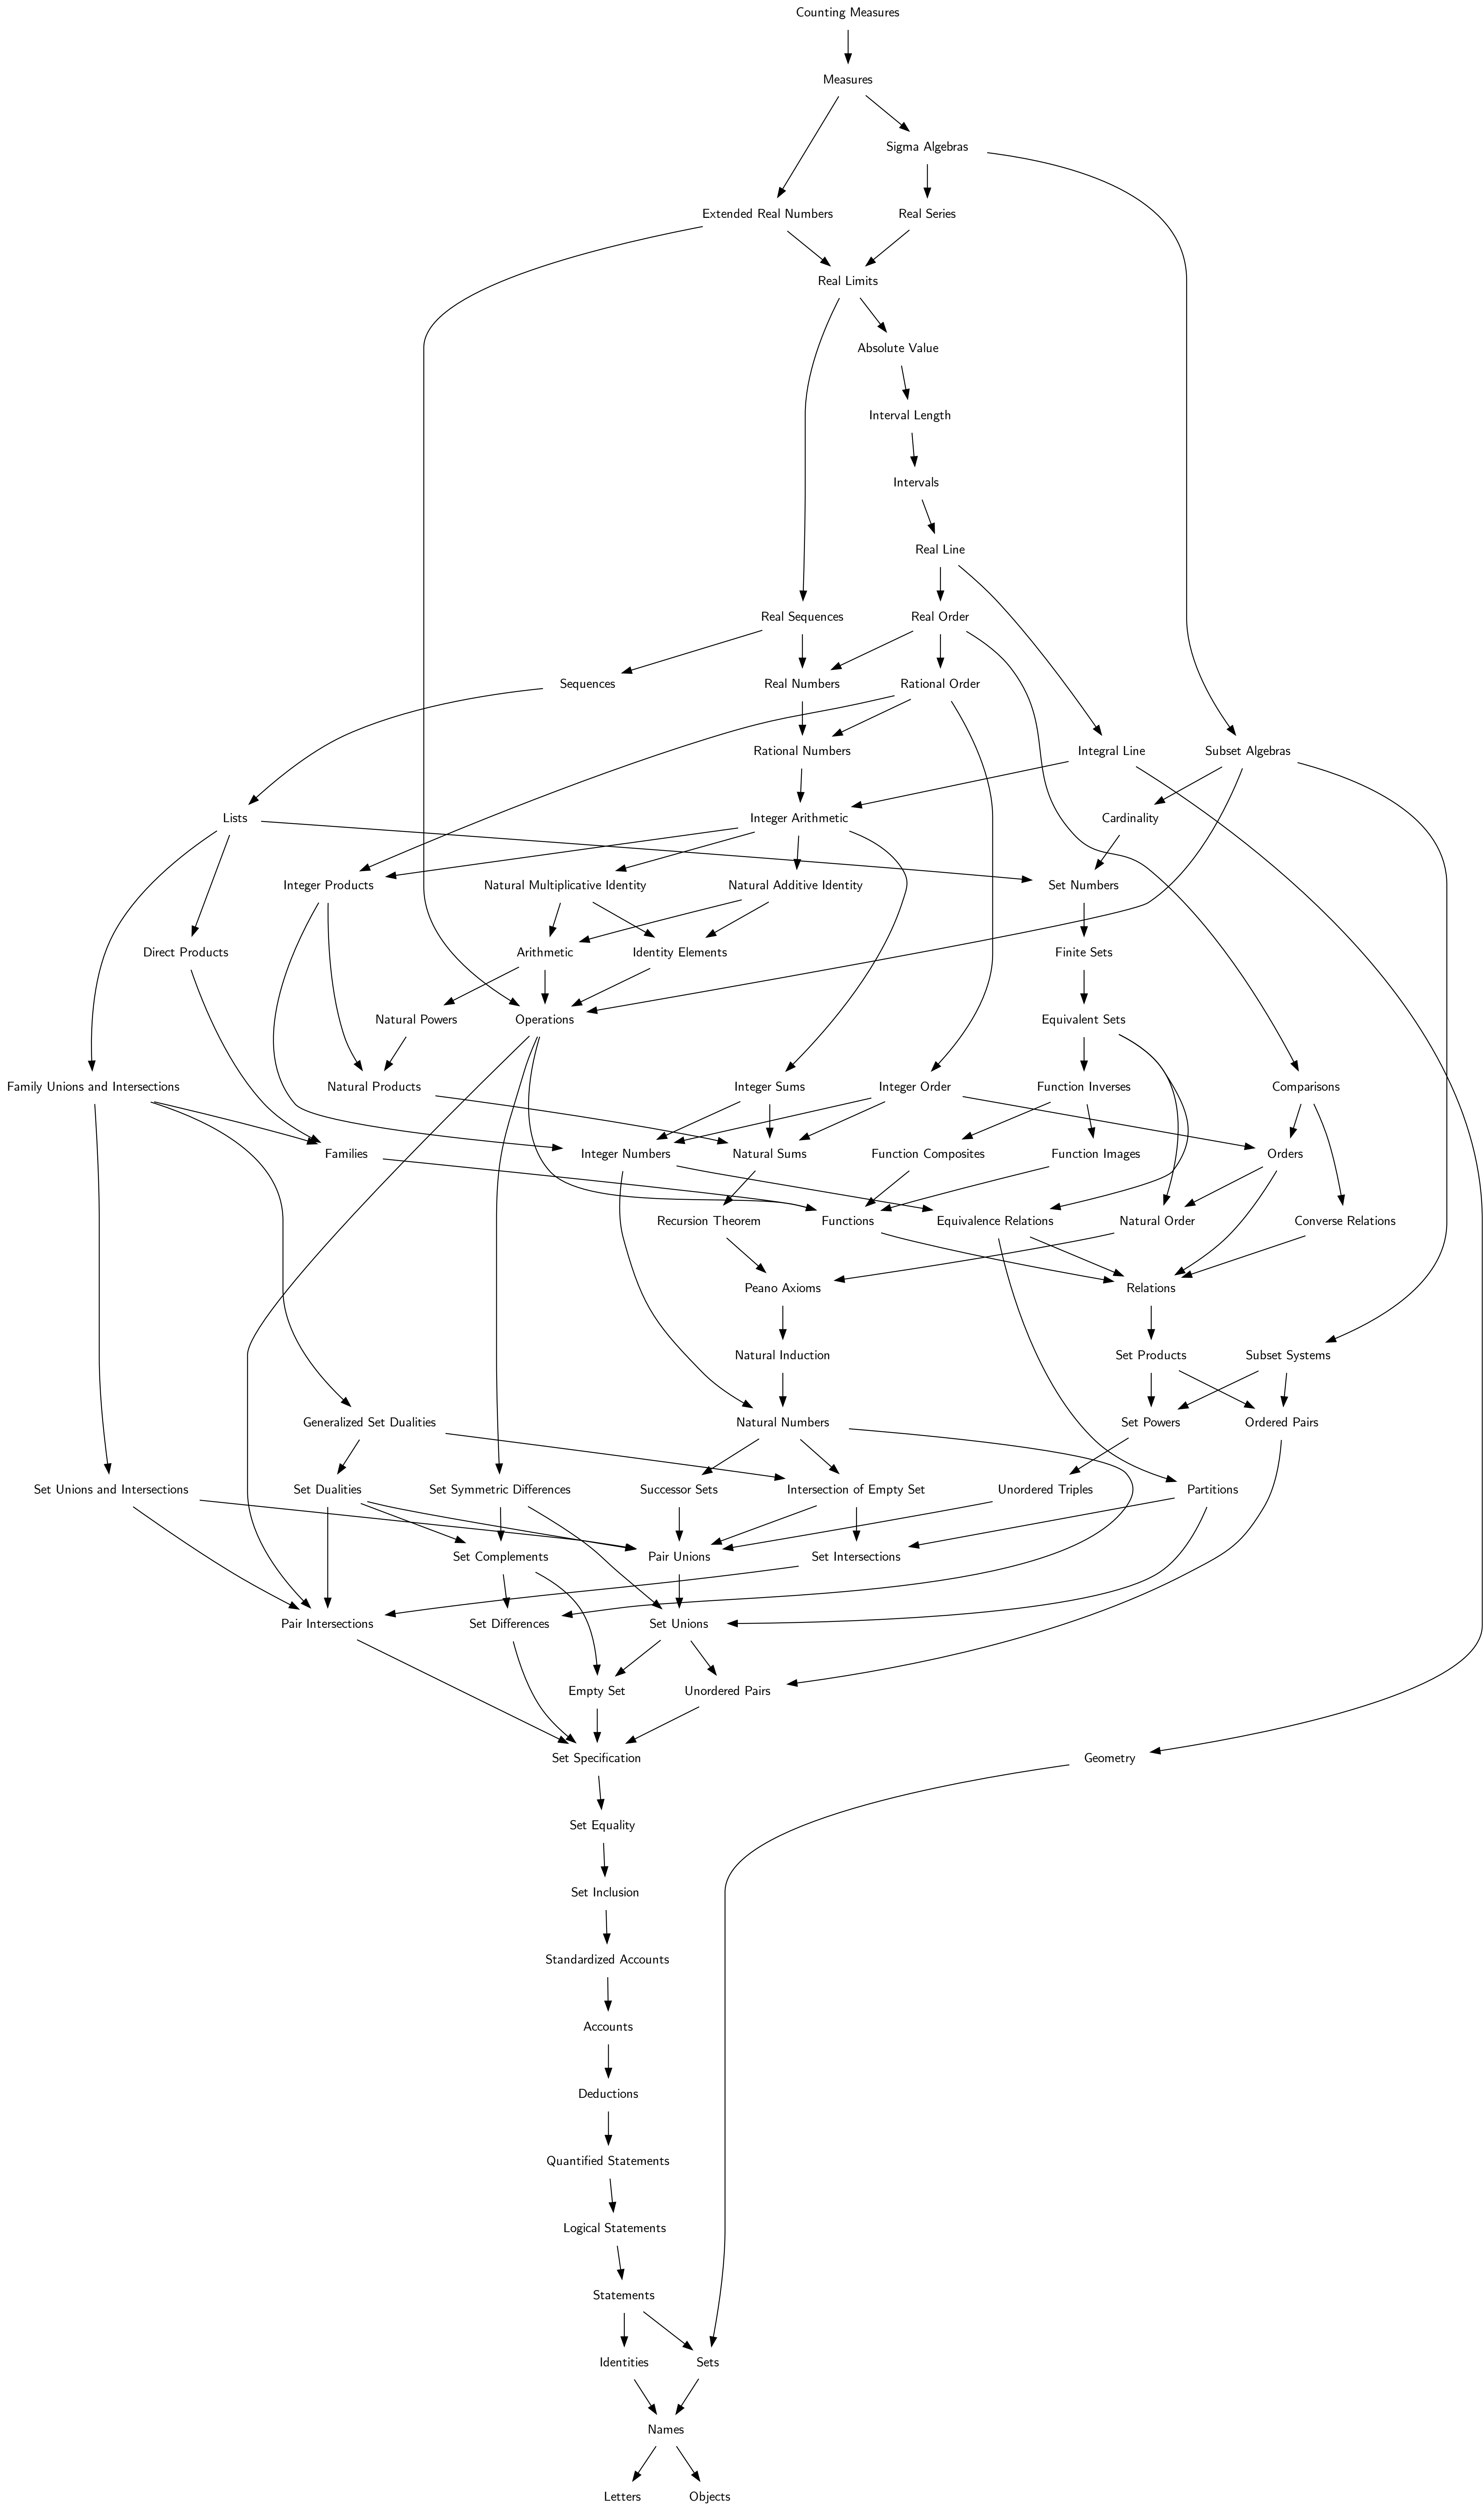 Counting Measures
Measures
Sigma Algebras
Extended Real Numbers
Real Series
Real Limits
Absolute Value
Interval Length
Intervals
Real Line
Real Sequences
Real Order
Sequences
Real Numbers
Rational Order
Rational Numbers
Integral Line
Subset Algebras
Lists
Integer Arithmetic
Cardinality
Integer Products
Natural Multiplicative Identity
Natural Additive Identity
Set Numbers
Direct Products
Arithmetic
Identity Elements
Finite Sets
Natural Powers
Operations
Equivalent Sets
Family Unions and Intersections
Natural Products
Integer Sums
Integer Order
Function Inverses
Comparisons
Families
Integer Numbers
Natural Sums
Function Composites
Function Images
Orders
Recursion Theorem
Functions
Equivalence Relations
Natural Order
Converse Relations
Peano Axioms
Relations
Natural Induction
Set Products
Subset Systems
Generalized Set Dualities
Natural Numbers
Set Powers
Ordered Pairs
Set Unions and Intersections
Set Dualities
Set Symmetric Differences
Successor Sets
Intersection of Empty Set
Unordered Triples
Partitions
Set Complements
Pair Unions
Set Intersections
Pair Intersections
Set Differences
Set Unions
Empty Set
Unordered Pairs
Set Specification
Geometry
Set Equality
Set Inclusion
Standardized Accounts
Accounts
Deductions
Quantified Statements
Logical Statements
Statements
Identities
Sets
Names
Letters
Objects